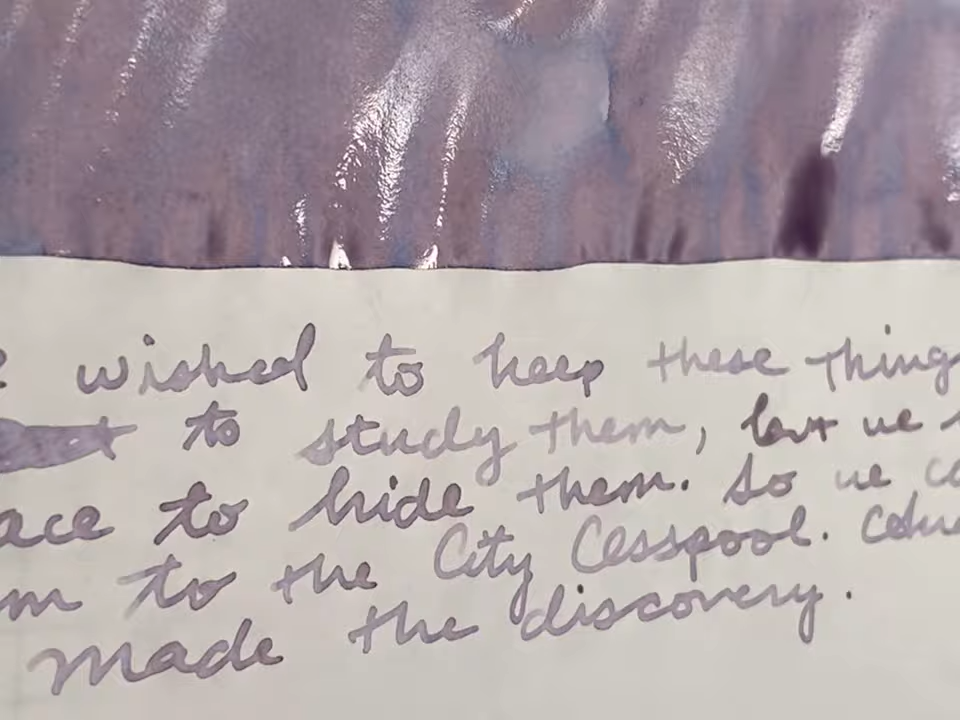 wished to keep these thing
to study them, but we
ace to hide them. So we
m to the City Cesspool.
made the discovery.